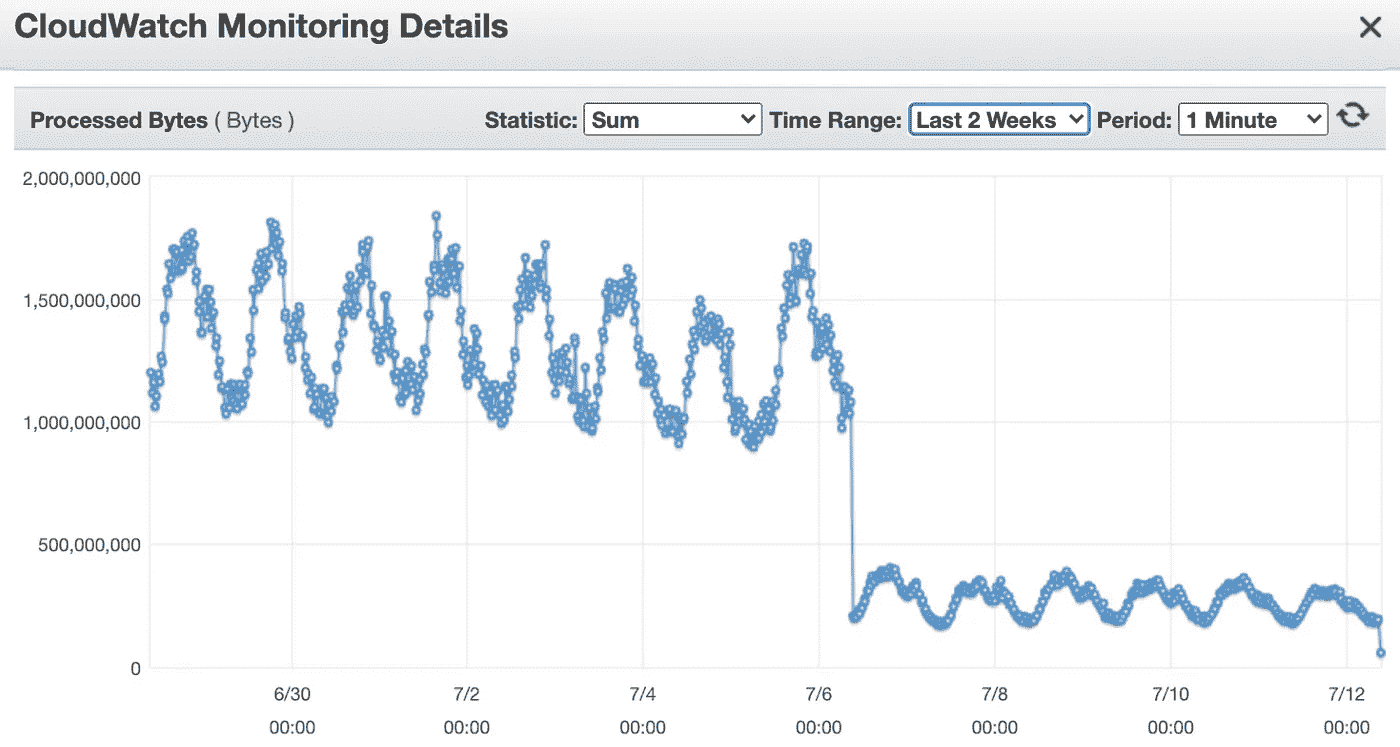 CloudWatch Monitoring Details
Processed Bytes ( Bytes ) Statistic: Sum Time Range: Last 2 Weeks Period: 1 Minute
2,000,000,000
1,500,000,000
1,000,000,000
500,000,000
0
6/30 7/2 7/4 7/6 7/8 7/10 7/12
00:00 00:00 00:00 00:00 00:00 00:00 00:00